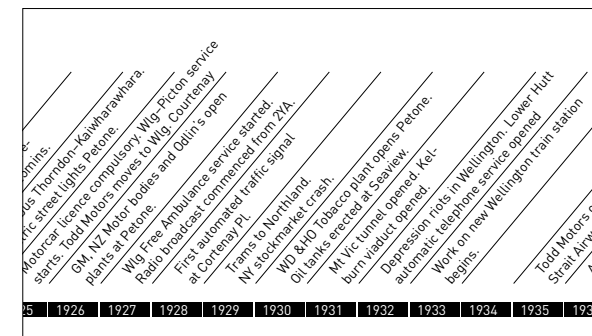 omins.
us Thorndon–Kaiwharawhara.
ric street lights Petone.
Motorcar licence compulsory. Wlg–Picton service
starts. Todd Motors moves to Wlg. Courtenay
GM, NZ Motor bodies and Odlin's open
plants at Petone.
Wlg Free Ambulance service started.
Radio broadcast commenced from 2YA.
First automated traffic signal
at Cortenay Pl.
Trams to Northland.
NY stockmarket crash.
WD &HO Tobacco plant opens Petone.
Oil tanks erected at Seaview.
Mt Vic tunnel opened. Kel-
burn viaduct opened.
Depression riots in Wellington. Lower Hutt
automatic telephone service opened
Work on new Wellington train station
begins.
Todd Motors
Strait Airw
25 1926 1927 1928 1929 1930 1931 1932 1933 1934 1935 193